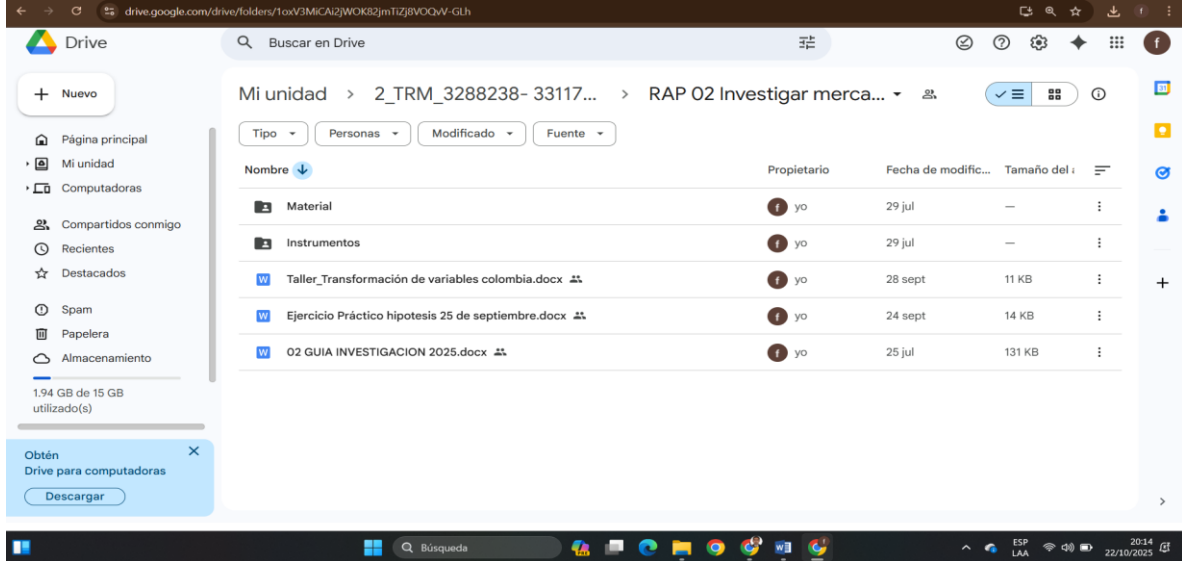 drive.google.com/drive/folders/1oxV3MiCAi2jWOK82jmTiZj8VOQvV-GLh
Drive
Buscar en Drive
f
Nuevo
Página principal
Mi unidad
Computadoras
Compartidos conmigo
Recientes
Destacados
Spam
Papelera
Almacenamiento
1.94 GB de 15 GB
utilizado(s)
Obtén
Drive para computadoras
Descargar
Mi unidad > 2_TRM_3288238- 33117... > RAP 02 Investigar merca...
Tipo Personas Modificado Fuente
Nombre Propietario Fecha de modific... Tamaño del
Material f yo 29 jul —
Instrumentos f yo 29 jul —
W Taller_Transformación de variables colombia.docx f yo 28 sept 11 KB
W Ejercicio Práctico hipotesis 25 de septiembre.docx f yo 24 sept 14 KB
W 02 GUIA INVESTIGACION 2025.docx f yo 25 jul 131 KB
31
Búsqueda
ESP
LAA
20:14
22/10/2025